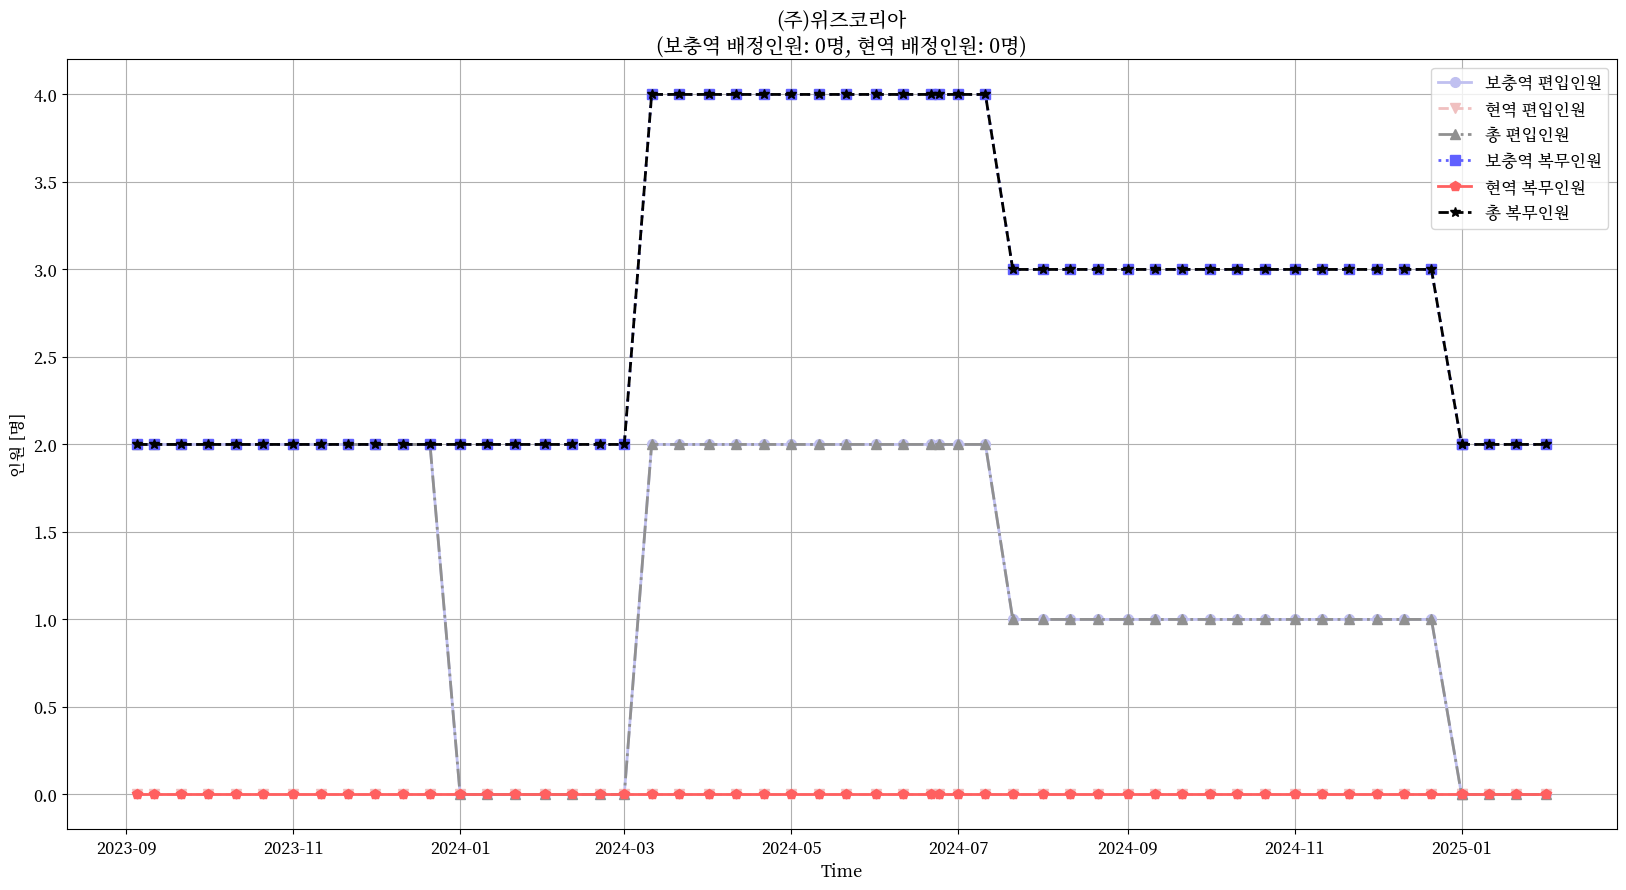 (주)위즈코리아
(보충역 배정인원: 0명, 현역 배정인원: 0명)
보충역 편입인원
현역 편입인원
총 편입인원
보충역 복무인원
현역 복무인원
총 복무인원
인원 [명]
4.0
3.5
3.0
2.5
2.0
1.5
1.0
0.5
0.0
2023-09 2023-11 2024-01 2024-03 2024-05 2024-07 2024-09 2024-11 2025-01
Time